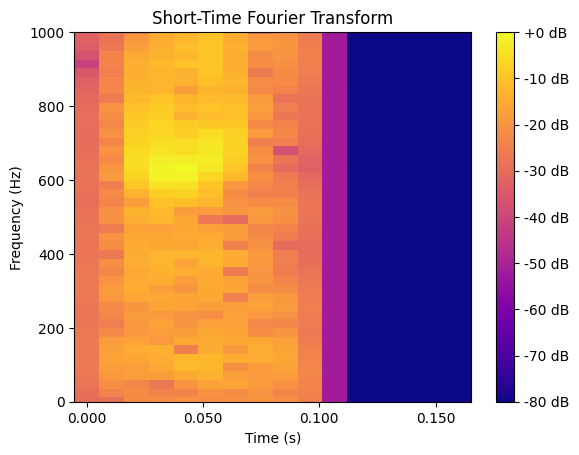 Short-Time Fourier Transform
1000
800
600
400
200
0
Frequency (Hz)
0.000
0.050
0.100
0.150
Time (s)
+0 dB
-10 dB
-20 dB
-30 dB
-40 dB
-50 dB
-60 dB
-70 dB
-80 dB